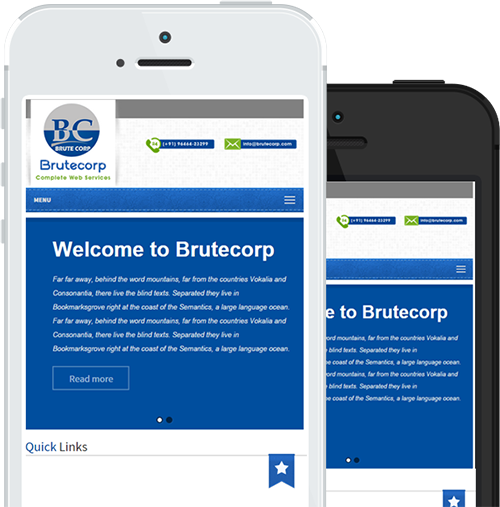 BC
BRUTE CORP
Brutecorp
Complete Web Services
(+91) 96464-23299
info@brutecorp.com
MENU
Welcome to Brutecorp
Far far away, behind the word mountains, far from the countries Vokalia and
Consonantia, there live the blind texts. Separated they live in
Bookmarksgrove right at the coast of the Semantics, a large language ocean.
Far far away, behind the word mountains, far from the countries Vokalia and
Consonantia, there live the blind texts. Separated they live in
Bookmarksgrove right at the coast of the Semantics, a large language ocean.
Read more
Quick Links
(+91) 96464-23299
info@brutecorp.com
e to Brutecorp
word mountains, far from the countries Vokalia and
blind texts. Separated they live in
he coast of the Semantics, a large language ocean.
word mountains, far from the countries Vokalia and
blind texts. Separated they live in
he coast of the Semantics, a large language ocean.